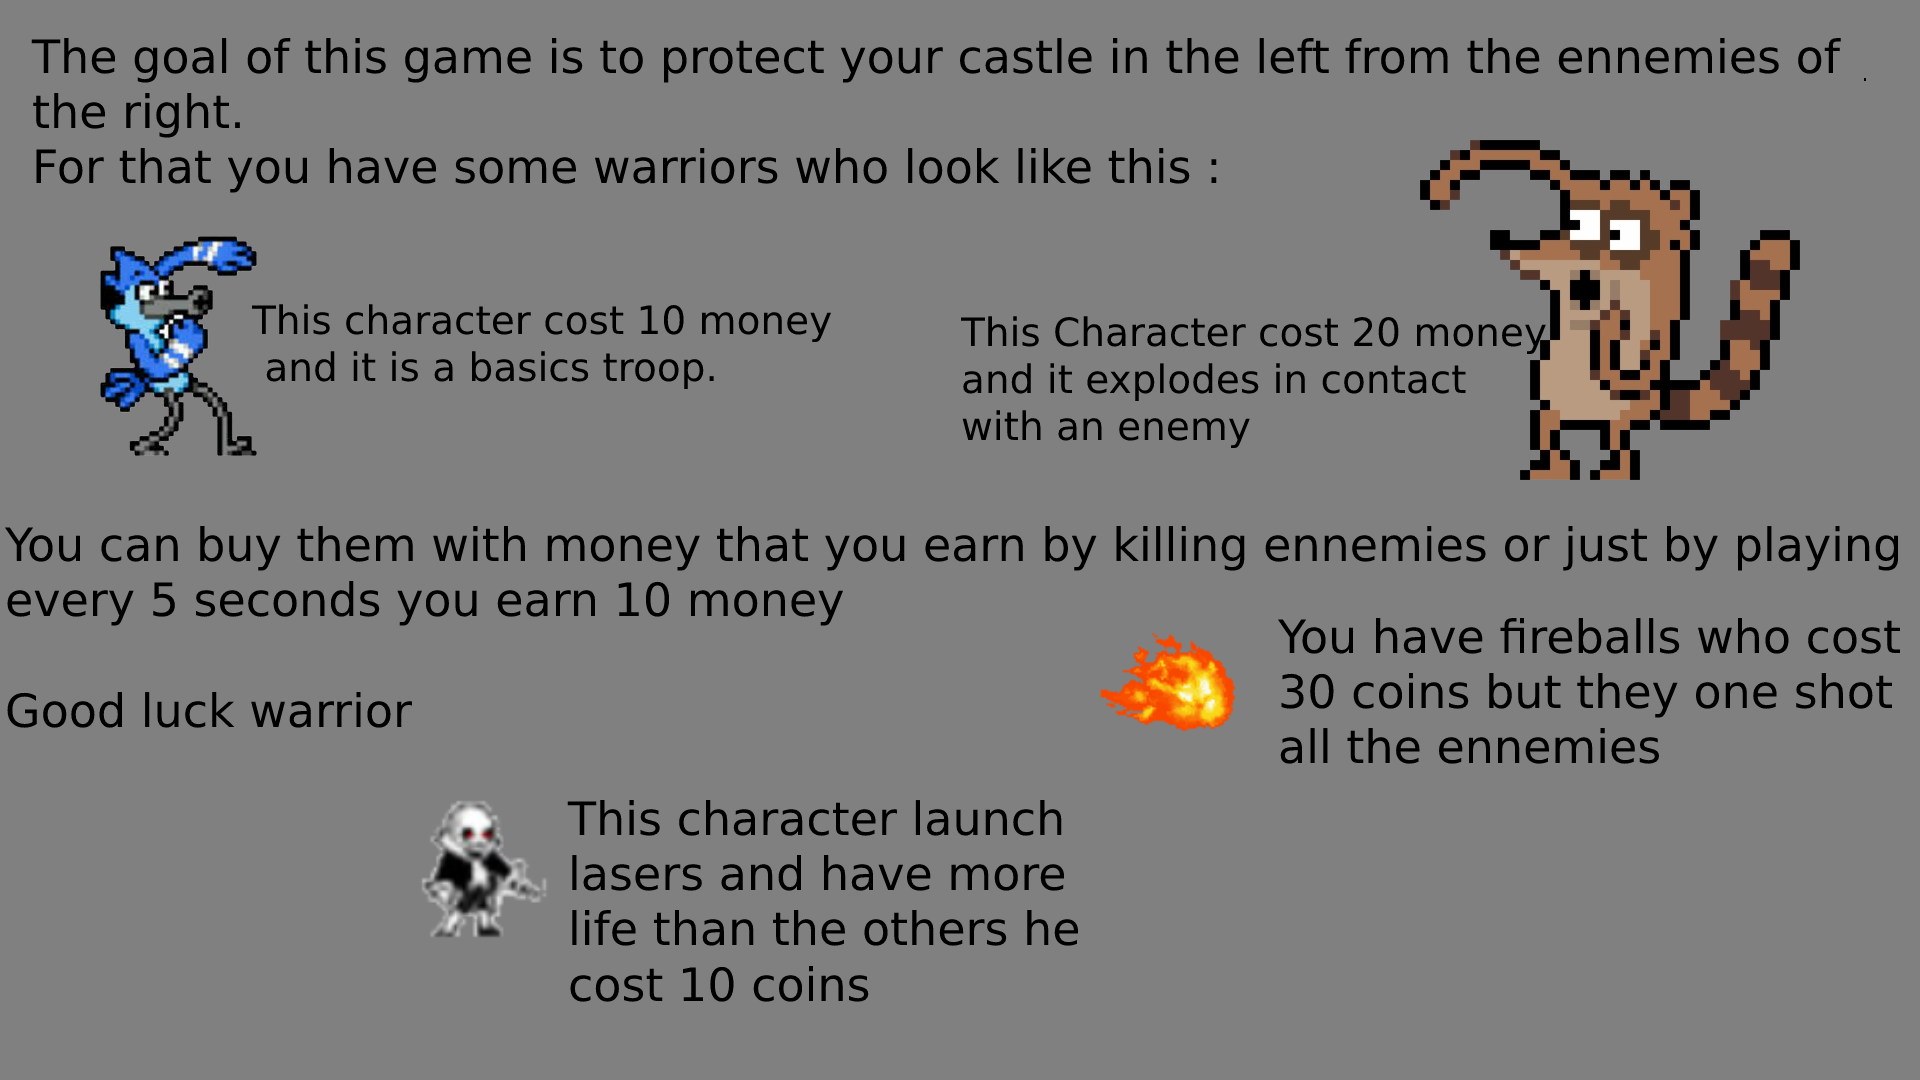 The goal of this game is to protect your castle in the left from the ennemies of
the right.
For that you have some warriors who look like this :
This character cost 10 money
and it is a basics troop.
This Character cost 20 money
and it explodes in contact
with an enemy
You can buy them with money that you earn by killing ennemies or just by playing
every 5 seconds you earn 10 money
Good luck warrior
You have fireballs who cost
30 coins but they one shot
all the ennemies
This character launch
lasers and have more
life than the others he
cost 10 coins